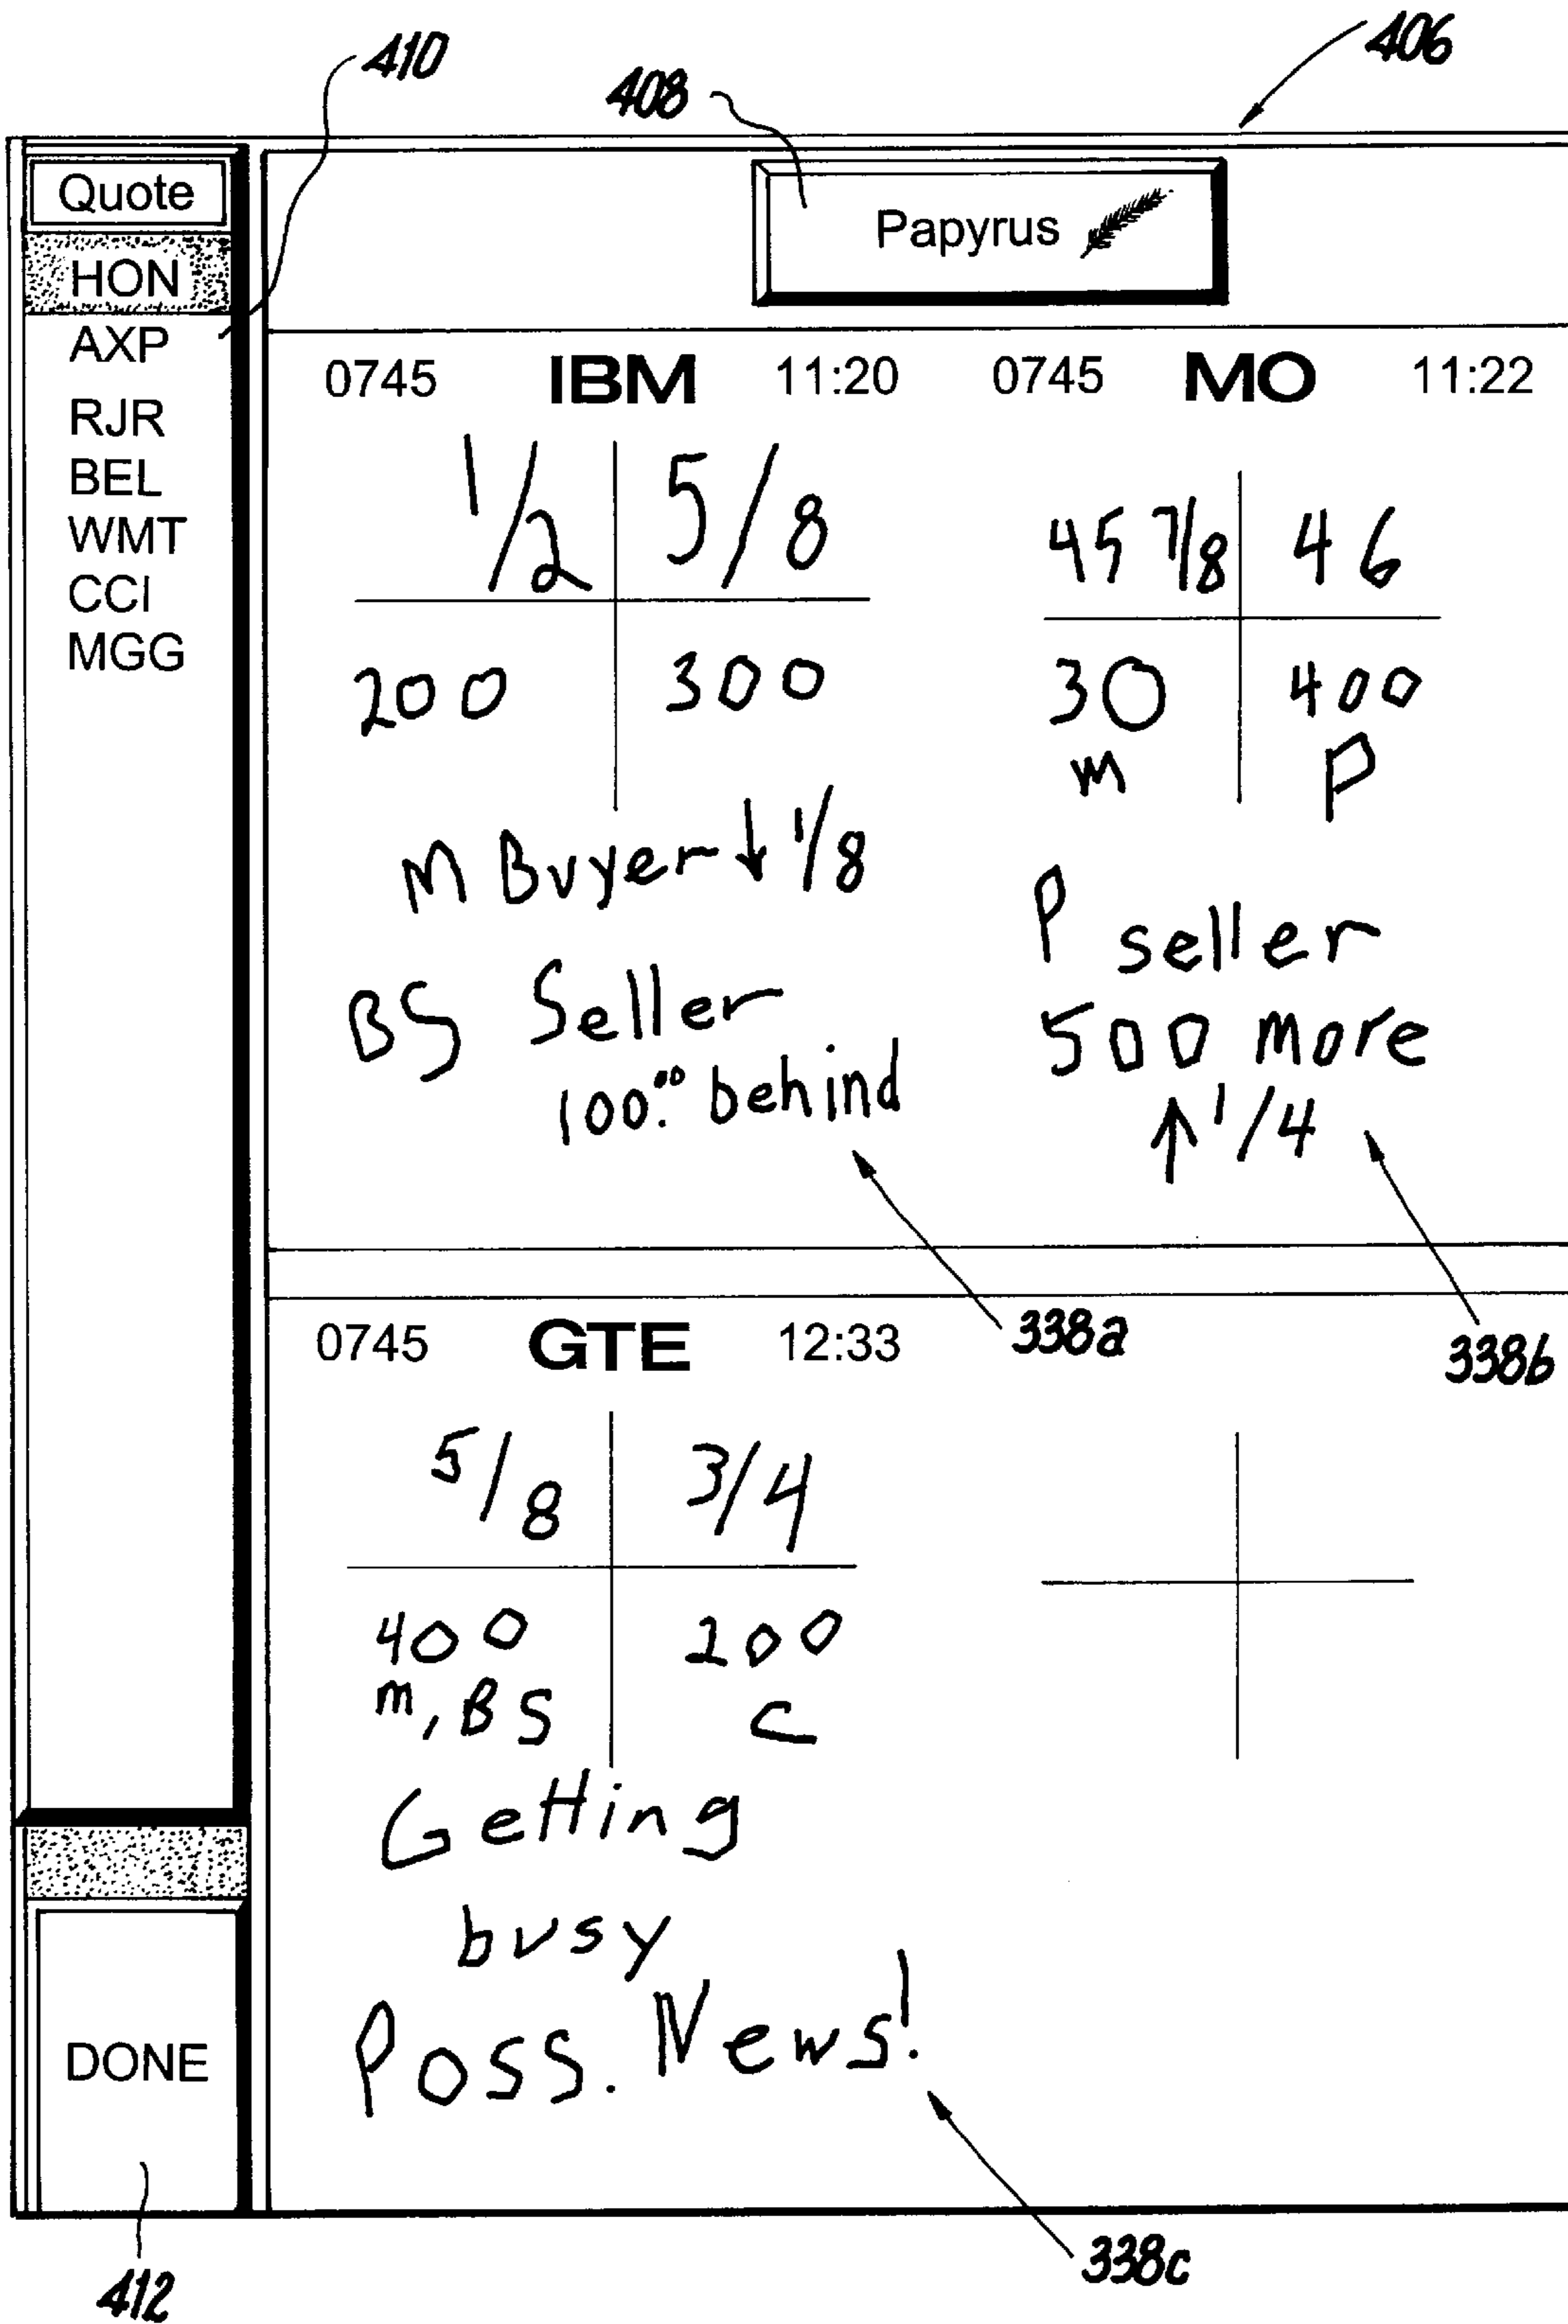 410
408
406
Quote
HON
AXP
RJR
BEL
WMT
CCI
MGG
Papyrus
0745 IBM 11:20
1/2 5/8
200 300
M Buyer ↓ 1/8
BS Seller
100.00 behind
338a
0745 MO 11:22
45 7/8 46
30 400
m P
P seller
500 more
↑ 1/4
338b
0745 GTE 12:33
5/8 3/4
400 200
m, BS C
Getting
busy
Poss. News!
338c
DONE
412